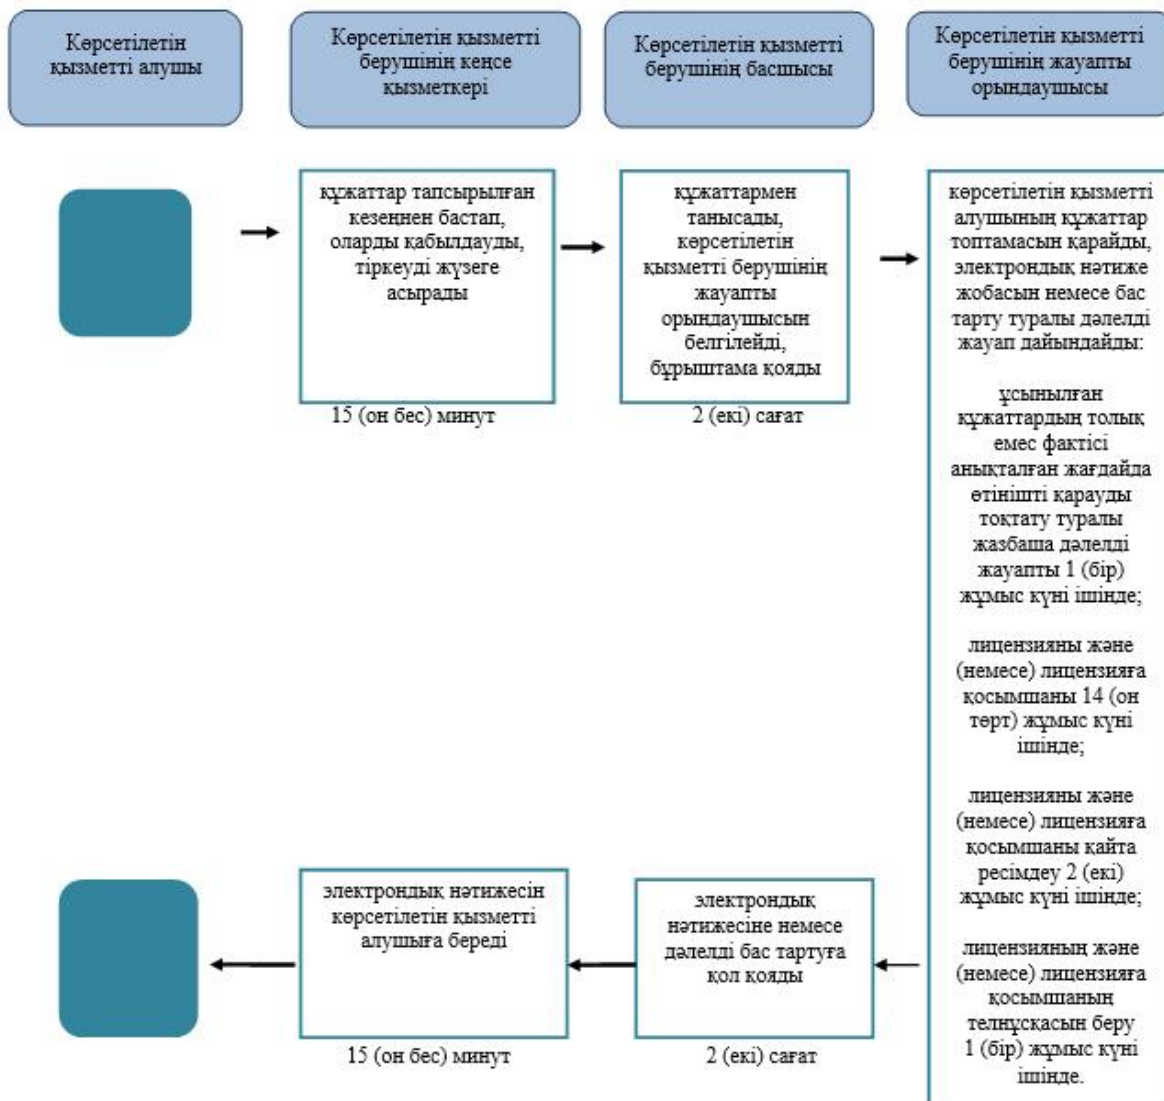 Көрсетілетін
қызметті алушы
Көрсетілетін қызметті
берушінің кеңсе
қызметкері
Көрсетілетін қызметті
берушінің басшысы
Көрсетілетін қызметті
берушінің жауапты
орындаушысы
құжаттар тапсырылған
кезеңнен бастап,
оларды қабылдауды,
тіркеуді жүзеге
асырады
15 (он бес) минут
құжаттармен
танысады,
көрсетілетін
қызметті берушінің
жауапты
орындаушысын
белгілейді,
бұрыштама қояды
2 (екі) сағат
көрсетілетін қызметті
алушының құжаттар
топтамасын қарайды,
электрондық нәтиже
жобасын немесе бас
тарту туралы дәлелді
жауап дайындайды:
ұсынылған
құжаттардың толық
емес фактісі
анықталған жағдайда
өтінішті қарауды
тоқтату туралы
жазбаша дәлелді
жауапты 1 (бір)
жұмыс күні ішінде;
лицензияны және
(немесе) лицензияға
қосымшаны 14 (он
төрт) жұмыс күні
ішінде;
лицензияны және
(немесе) лицензияға
қосымшаны қайта
ресімдеу 2 (екі)
жұмыс күні ішінде;
лицензияның және
(немесе) лицензияға
қосымшаның
телнұсқасын беру
1 (бір) жұмыс күні
ішінде.
электрондық
нәтижесіне немесе
дәлелді бас тартуға
қол қояды
2 (екі) сағат
электрондық нәтижесін
көрсетілетін қызметті
алушыға береді
15 (он бес) минут